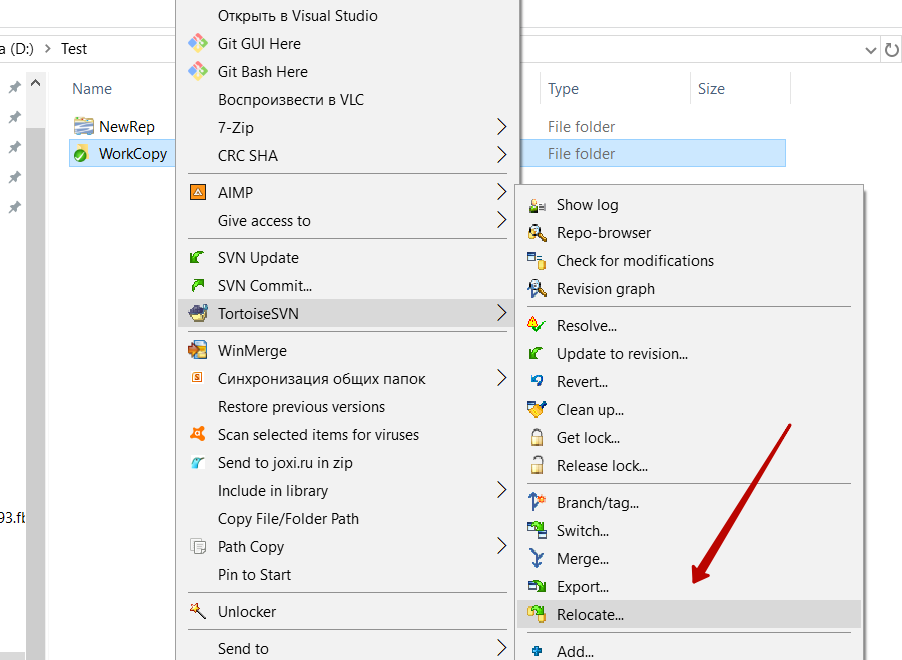 Открыть в Visual Studio
Git GUI Here
a (D:) > Test
Git Bash Here
Name
Type
Size
Воспроизвести в VLC
NewRep
7-Zip
File folder
WorkCopy
CRC SHA
File folder
AIMP
Give access to
SVN Update
SVN Commit...
TortoiseSVN
WinMerge
Синхронизация общих папок
Restore previous versions
Scan selected items for viruses
Send to joxi.ru in zip
Include in library
Copy File/Folder Path
Path Copy
Pin to Start
Unlocker
Send to
Show log
Repo-browser
Check for modifications
Revision graph
Resolve...
Update to revision...
Revert...
Clean up...
Get lock...
Release lock...
Branch/tag...
Switch...
Merge...
Export...
Relocate...
Add...
93.fb